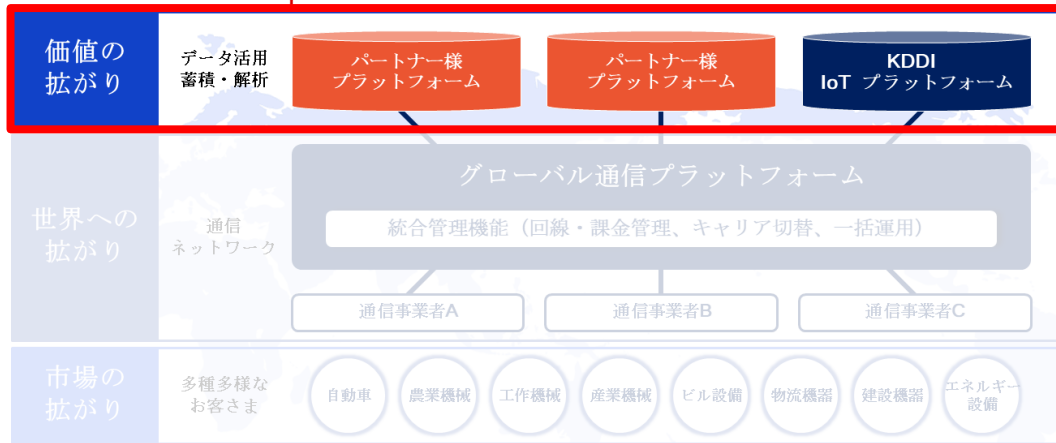 価値の
拡がり
データ活用
蓄積・解析
パートナー様
プラットフォーム
パートナー様
プラットフォーム
KDDI
IoT プラットフォーム
世界への
拡がり
通信
ネットワーク
グローバル通信プラットフォーム
統合管理機能（回線・課金管理、キャリア切替、一括運用）
通信事業者A
通信事業者B
通信事業者C
市場の
拡がり
多種多様な
お客さま
自動車
農業機械
工作機械
産業機械
ビル設備
物流機器
建設機器
エネルギー
設備